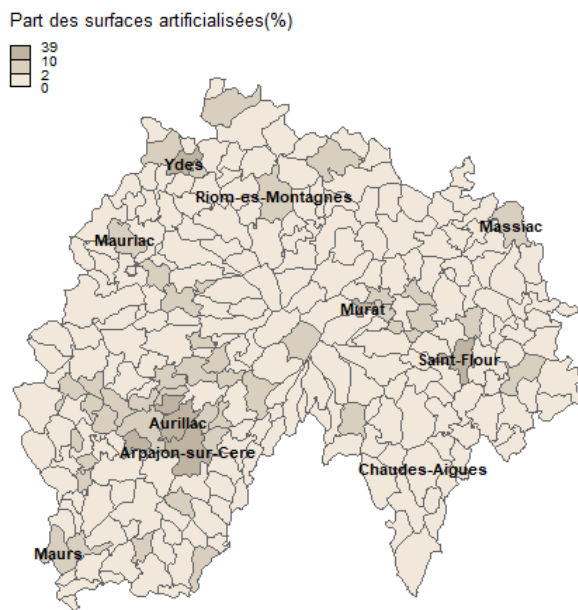 Part des surfaces artificialisées(%)
39
10
2
0
Ydes
Riom-es-Montagnes
Massiac
Mauriac
Murat
Saint-Flour
Aurillac
Arpajon-sur-Cere
Chaudes-Aigues
Maurs